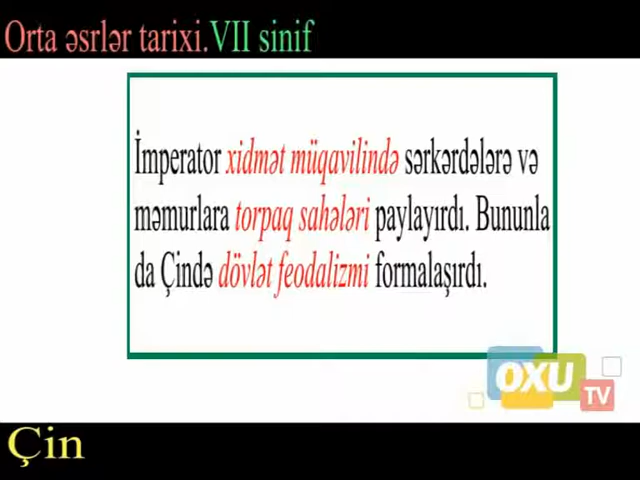 Orta əsrlər tarixi.VII sinif
İmperator xidmət müqavilində sərkərdələrə və
məmurlara torpaq sahələri paylayırdı. Bununla
da Çində dövlət feodalizmi formalaşırdı.
OXU
TV
Çin